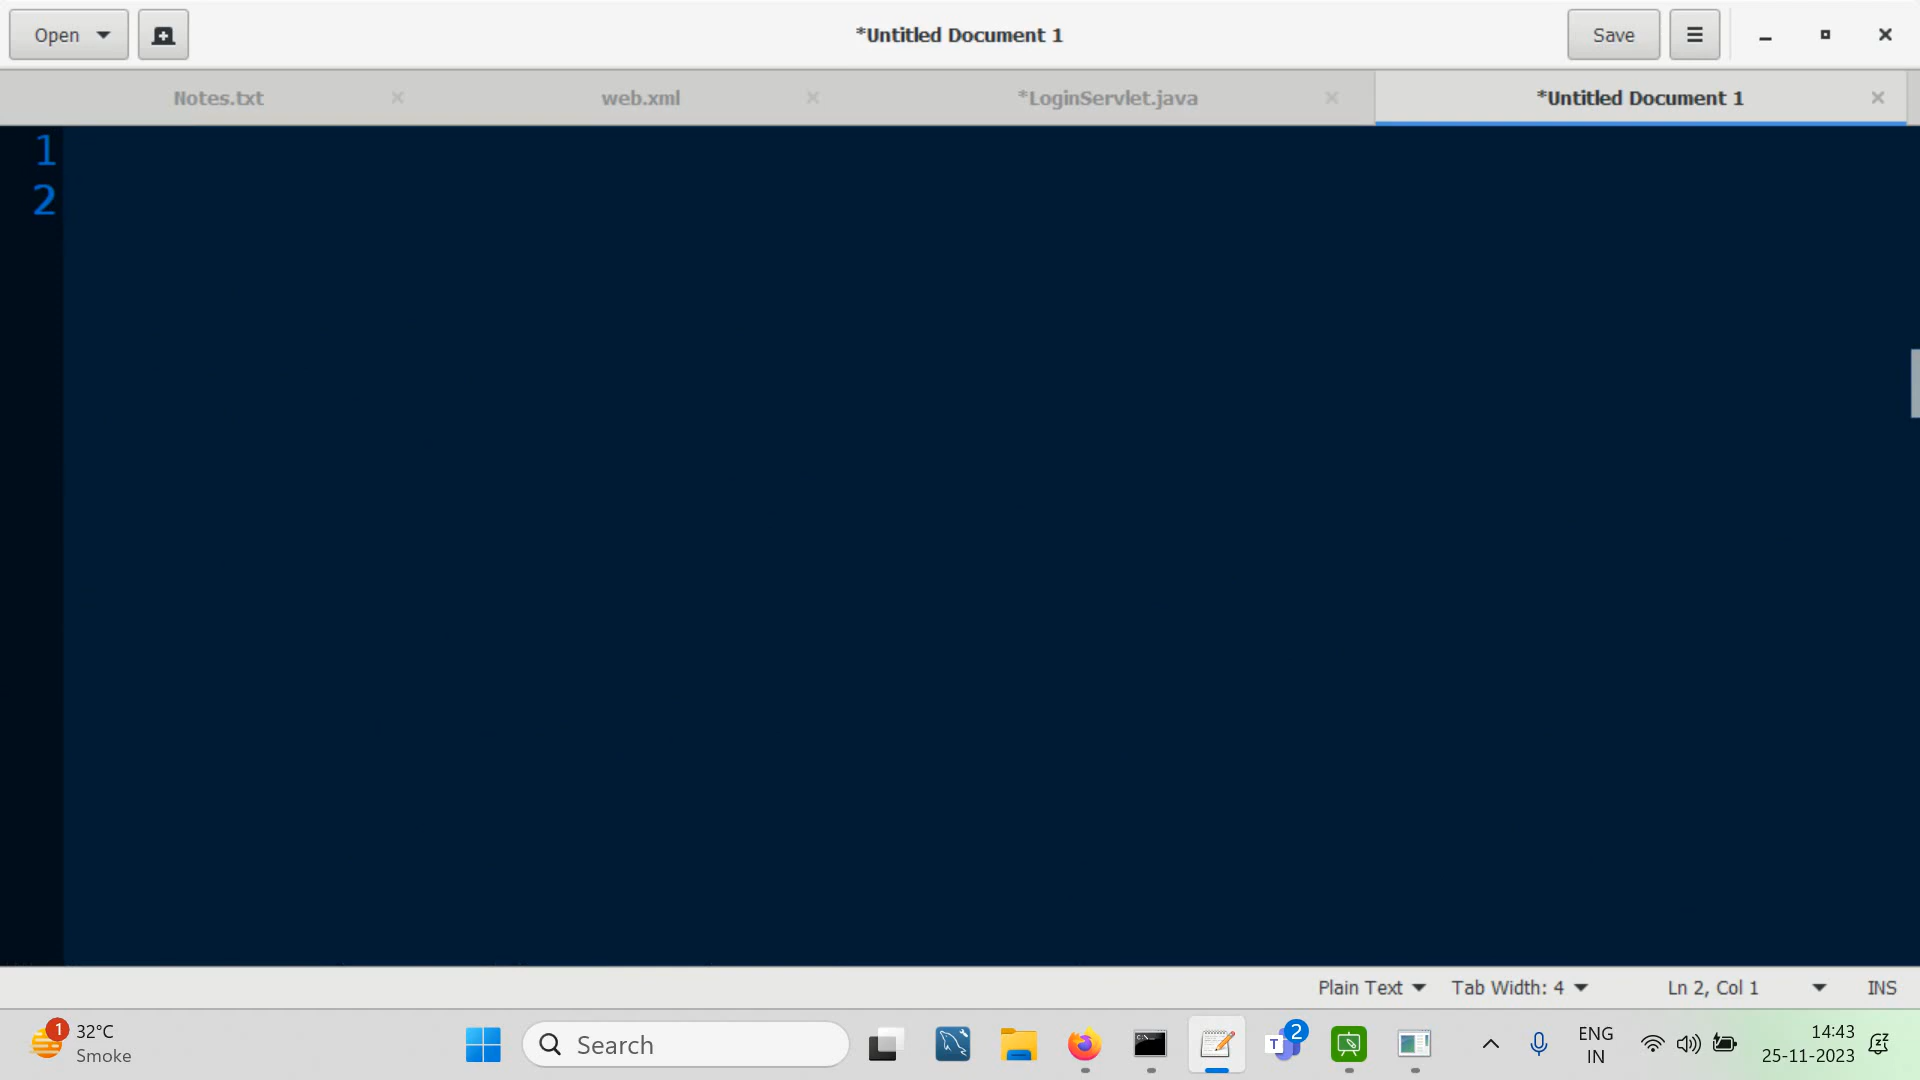 Open
*Untitled Document 1
Save
Notes.txt
web.xml
*LoginServlet.java
*Untitled Document 1
1
2
Plain Text
Tab Width: 4
Ln 2, Col 1
INS
1
32°C
Smoke
Search
T
2
ENG
IN
14:43
25-11-2023